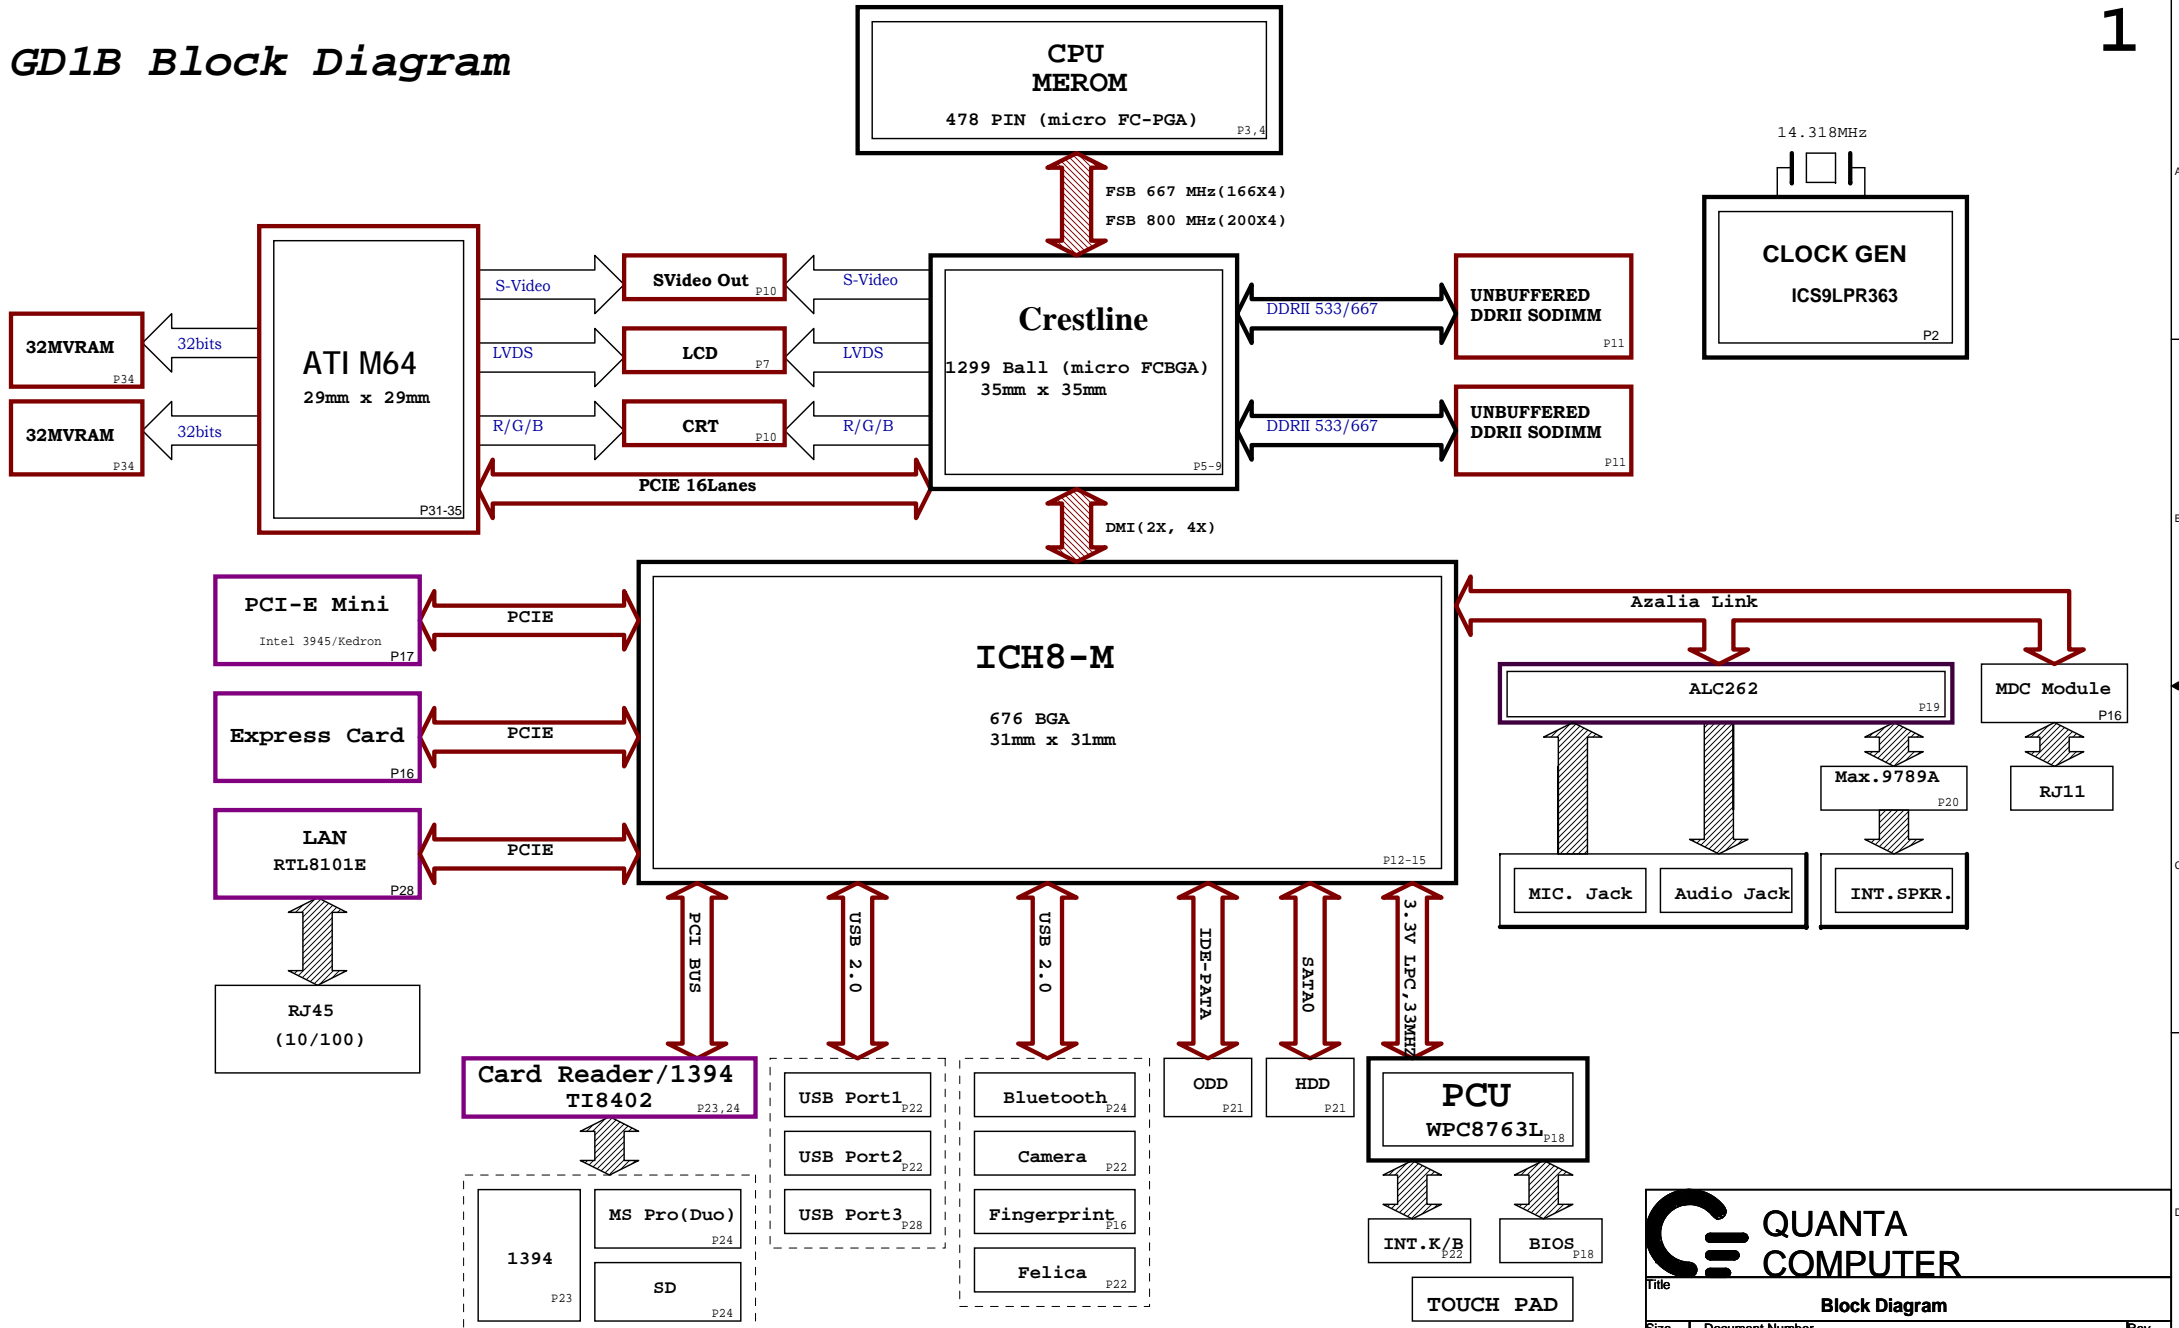 GD1B Block Diagram
1
CPU
MEROM
478 PIN (micro FC-PGA)
P3,4
14.318MHz
FSB 667 MHz(166X4)
FSB 800 MHz(200X4)
CLOCK GEN
ICS9LPR363
P2
ATI M64
29mm x 29mm
P31-35
32MVRAM
P34
32bits
32MVRAM
P34
32bits
S-Video
SVideo Out
P10
S-Video
LVDS
LCD
P7
LVDS
R/G/B
CRT
P10
R/G/B
PCIE 16Lanes
Crestline
1299 Ball (micro FCBGA)
35mm x 35mm
P5-9
DDRII 533/667
UNBUFFERED
DDRII SODIMM
P11
DDRII 533/667
UNBUFFERED
DDRII SODIMM
P11
DMI(2X, 4X)
PCI-E Mini
Intel 3945/Kedron
P17
PCIE
Express Card
P16
PCIE
LAN
RTL8101E
P28
PCIE
RJ45
(10/100)
ICH8-M
676 BGA
31mm x 31mm
P12-15
Azalia Link
ALC262
P19
MDC Module
P16
Max.9789A
P20
RJ11
MIC. Jack
Audio Jack
INT.SPKR.
PCI BUS
USB 2.0
USB 2.0
IDE-PATA
SATA0
3.3V LPC,33MHZ
Card Reader/1394
TI8402
P23,24
1394
P23
MS Pro(Duo)
P24
SD
P24
USB Port1
P22
USB Port2
P22
USB Port3
P28
Bluetooth
P24
Camera
P22
Fingerprint
P16
Felica
P22
ODD
P21
HDD
P21
PCU
WPC8763L
P18
INT.K/B
P22
BIOS
P18
TOUCH PAD
QUANTA
COMPUTER
Title
Block Diagram
Size
Document Number
Rev
A
B
C
D